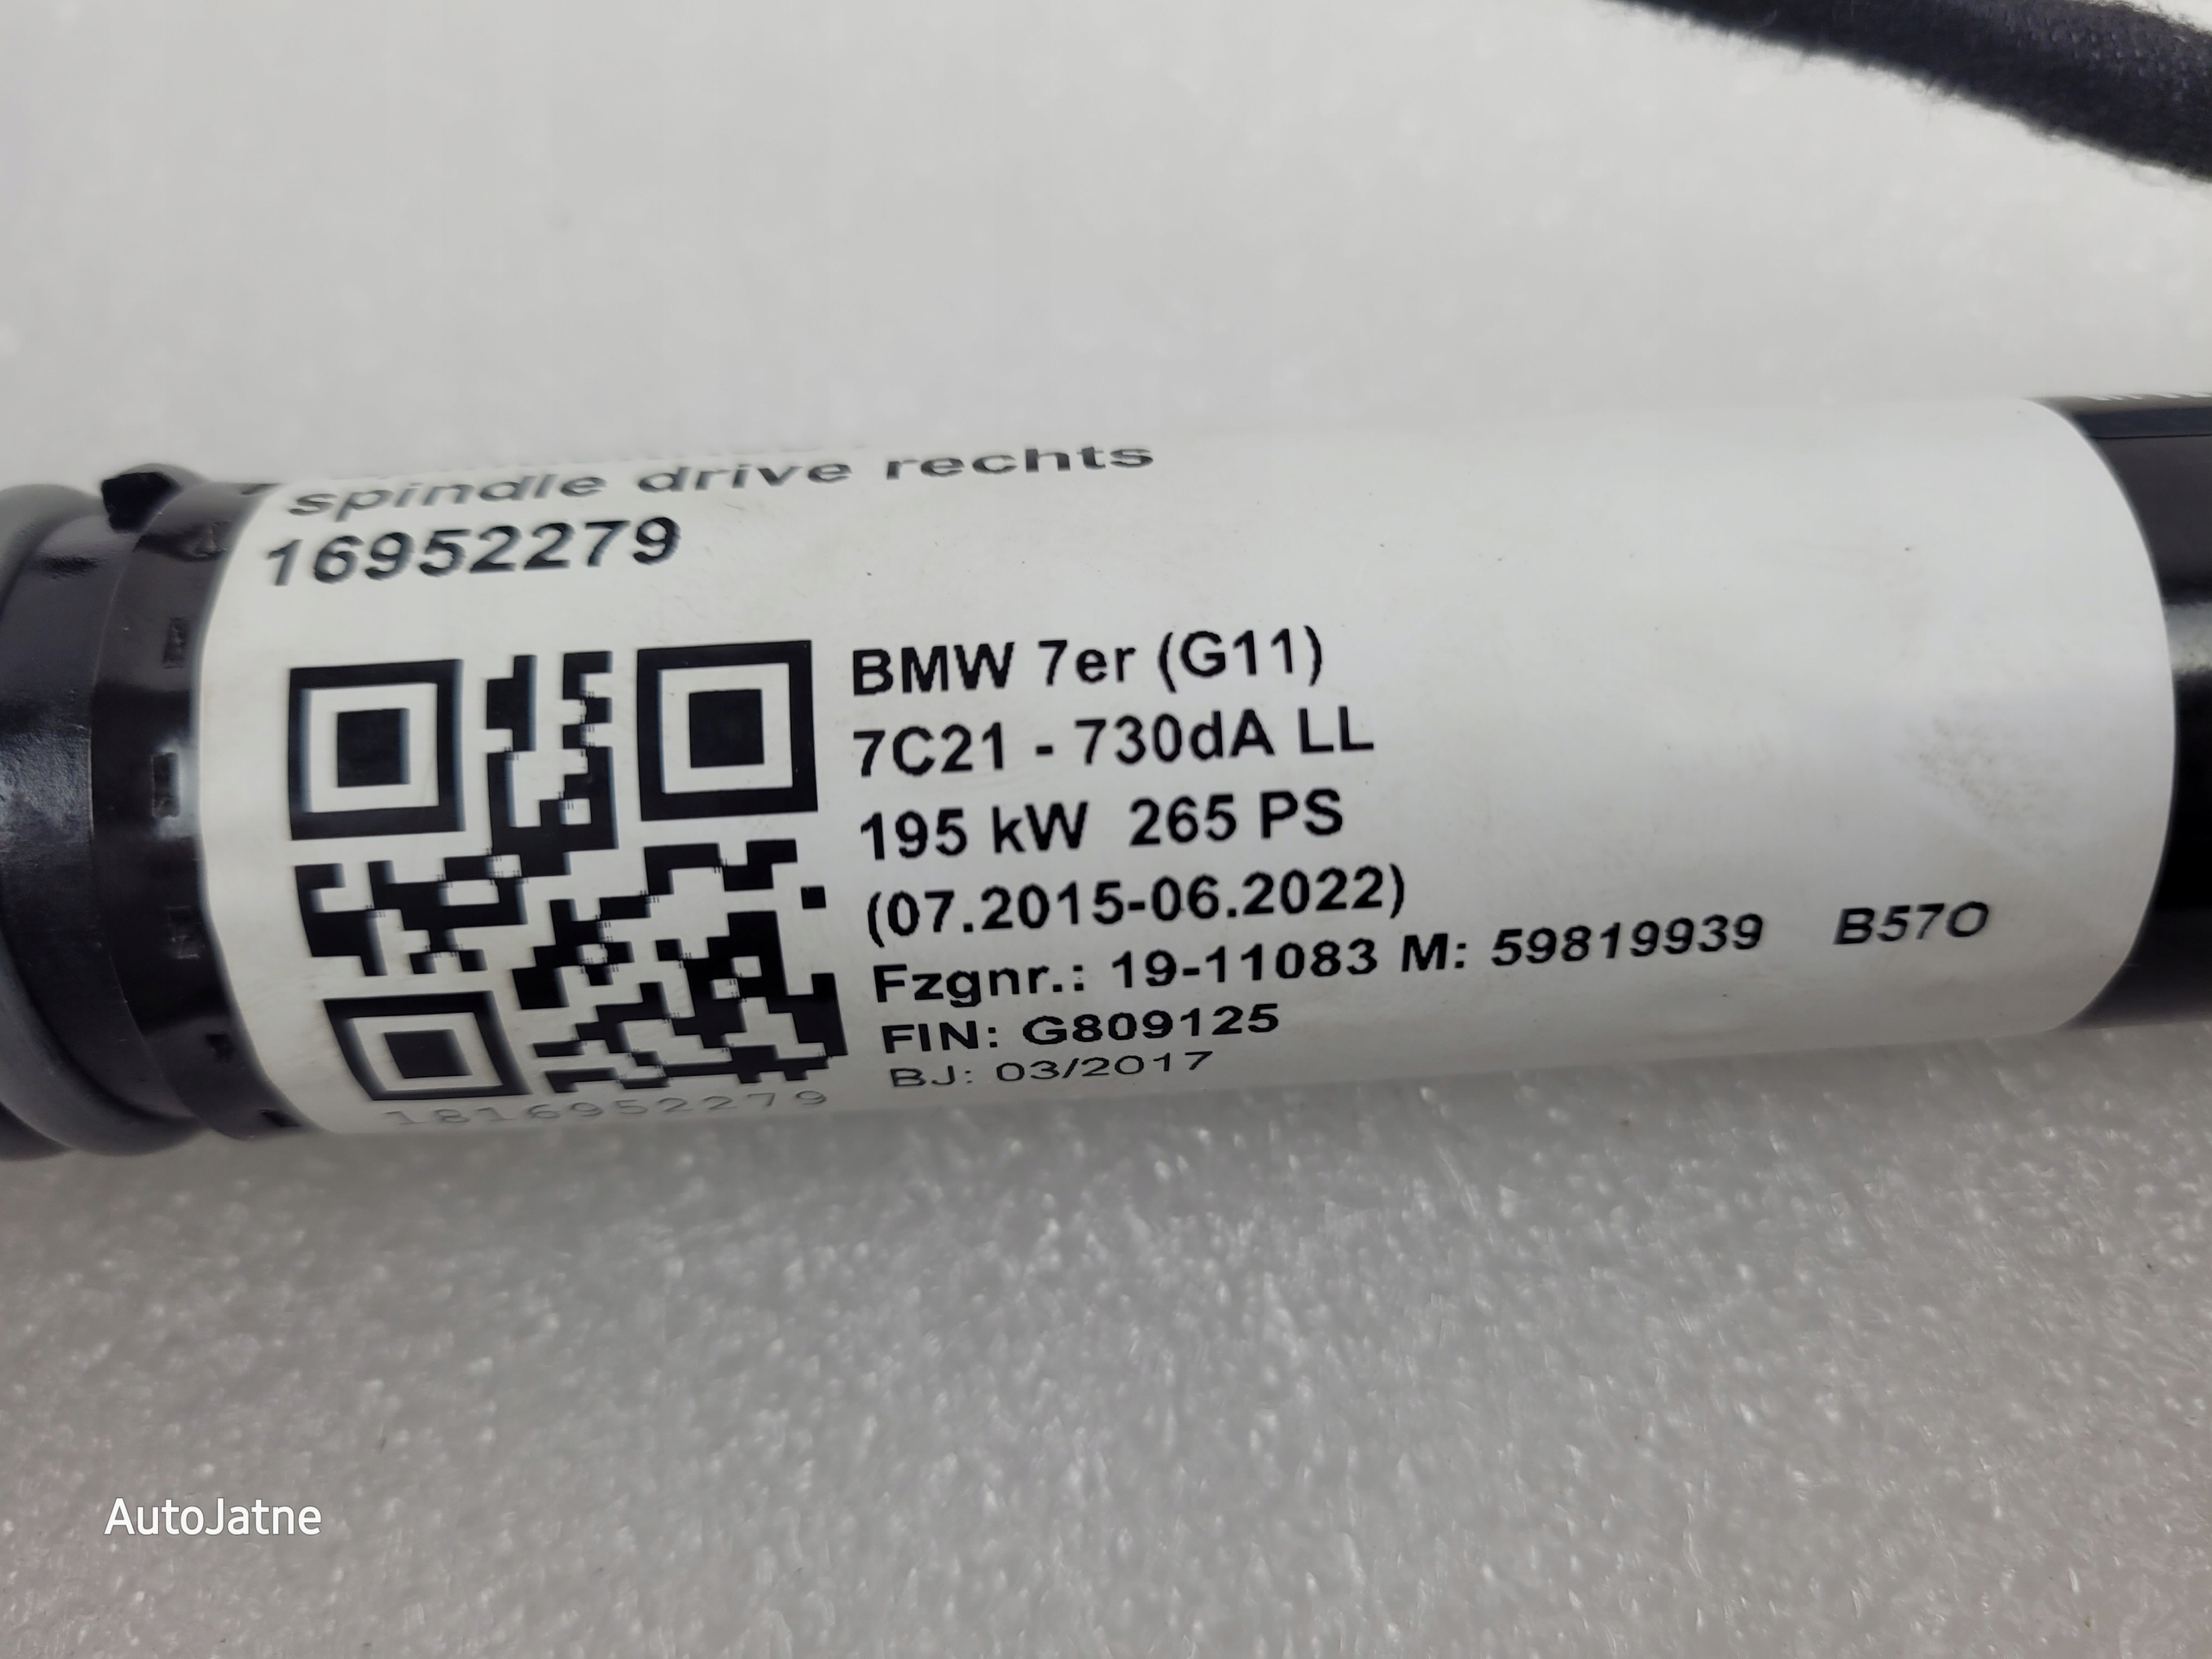 Spindle drive rechts
16952279
BMW 7er (G11)
7C21 - 730dA LL
195 kW 265 PS
(07.2015-06.2022)
Fzgnr.: 19-11083 M: 59819939 B57O
FIN: G809125
BJ: 03/2017
1816952279
AutoJatne